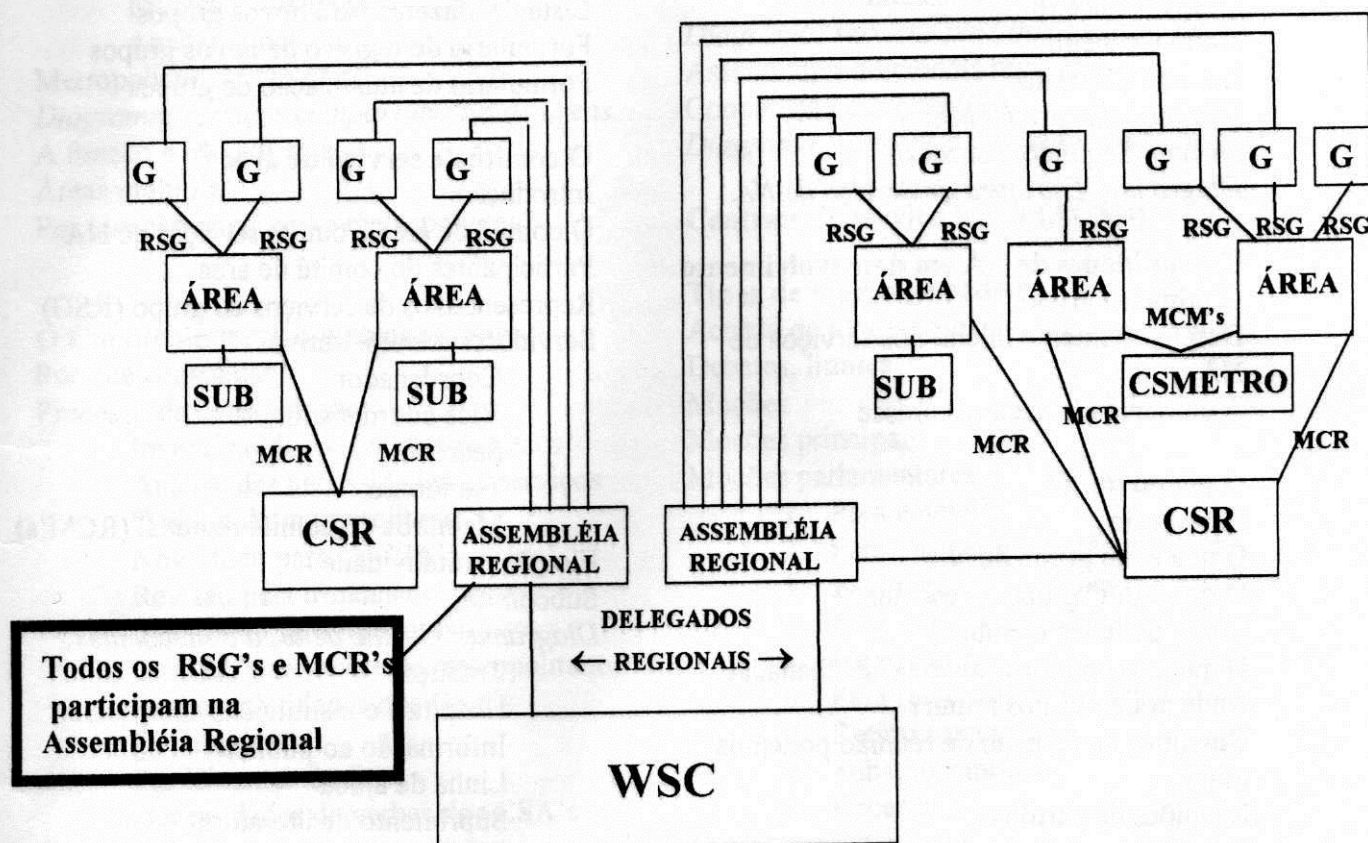 G G G G
G G G G G G
RSG RSG RSG RSG
RSG RSG RSG RSG RSG RSG
ÁREA ÁREA
ÁREA ÁREA ÁREA
MCM's
SUB SUB
SUB CSMETRO
MCR MCR
MCR MCR MCR
CSR
ASSEMBLÉIA
REGIONAL
ASSEMBLÉIA
REGIONAL
CSR
DELEGADOS
← REGIONAIS →
Todos os RSG's e MCR's
participam na
Assembléia Regional
WSC